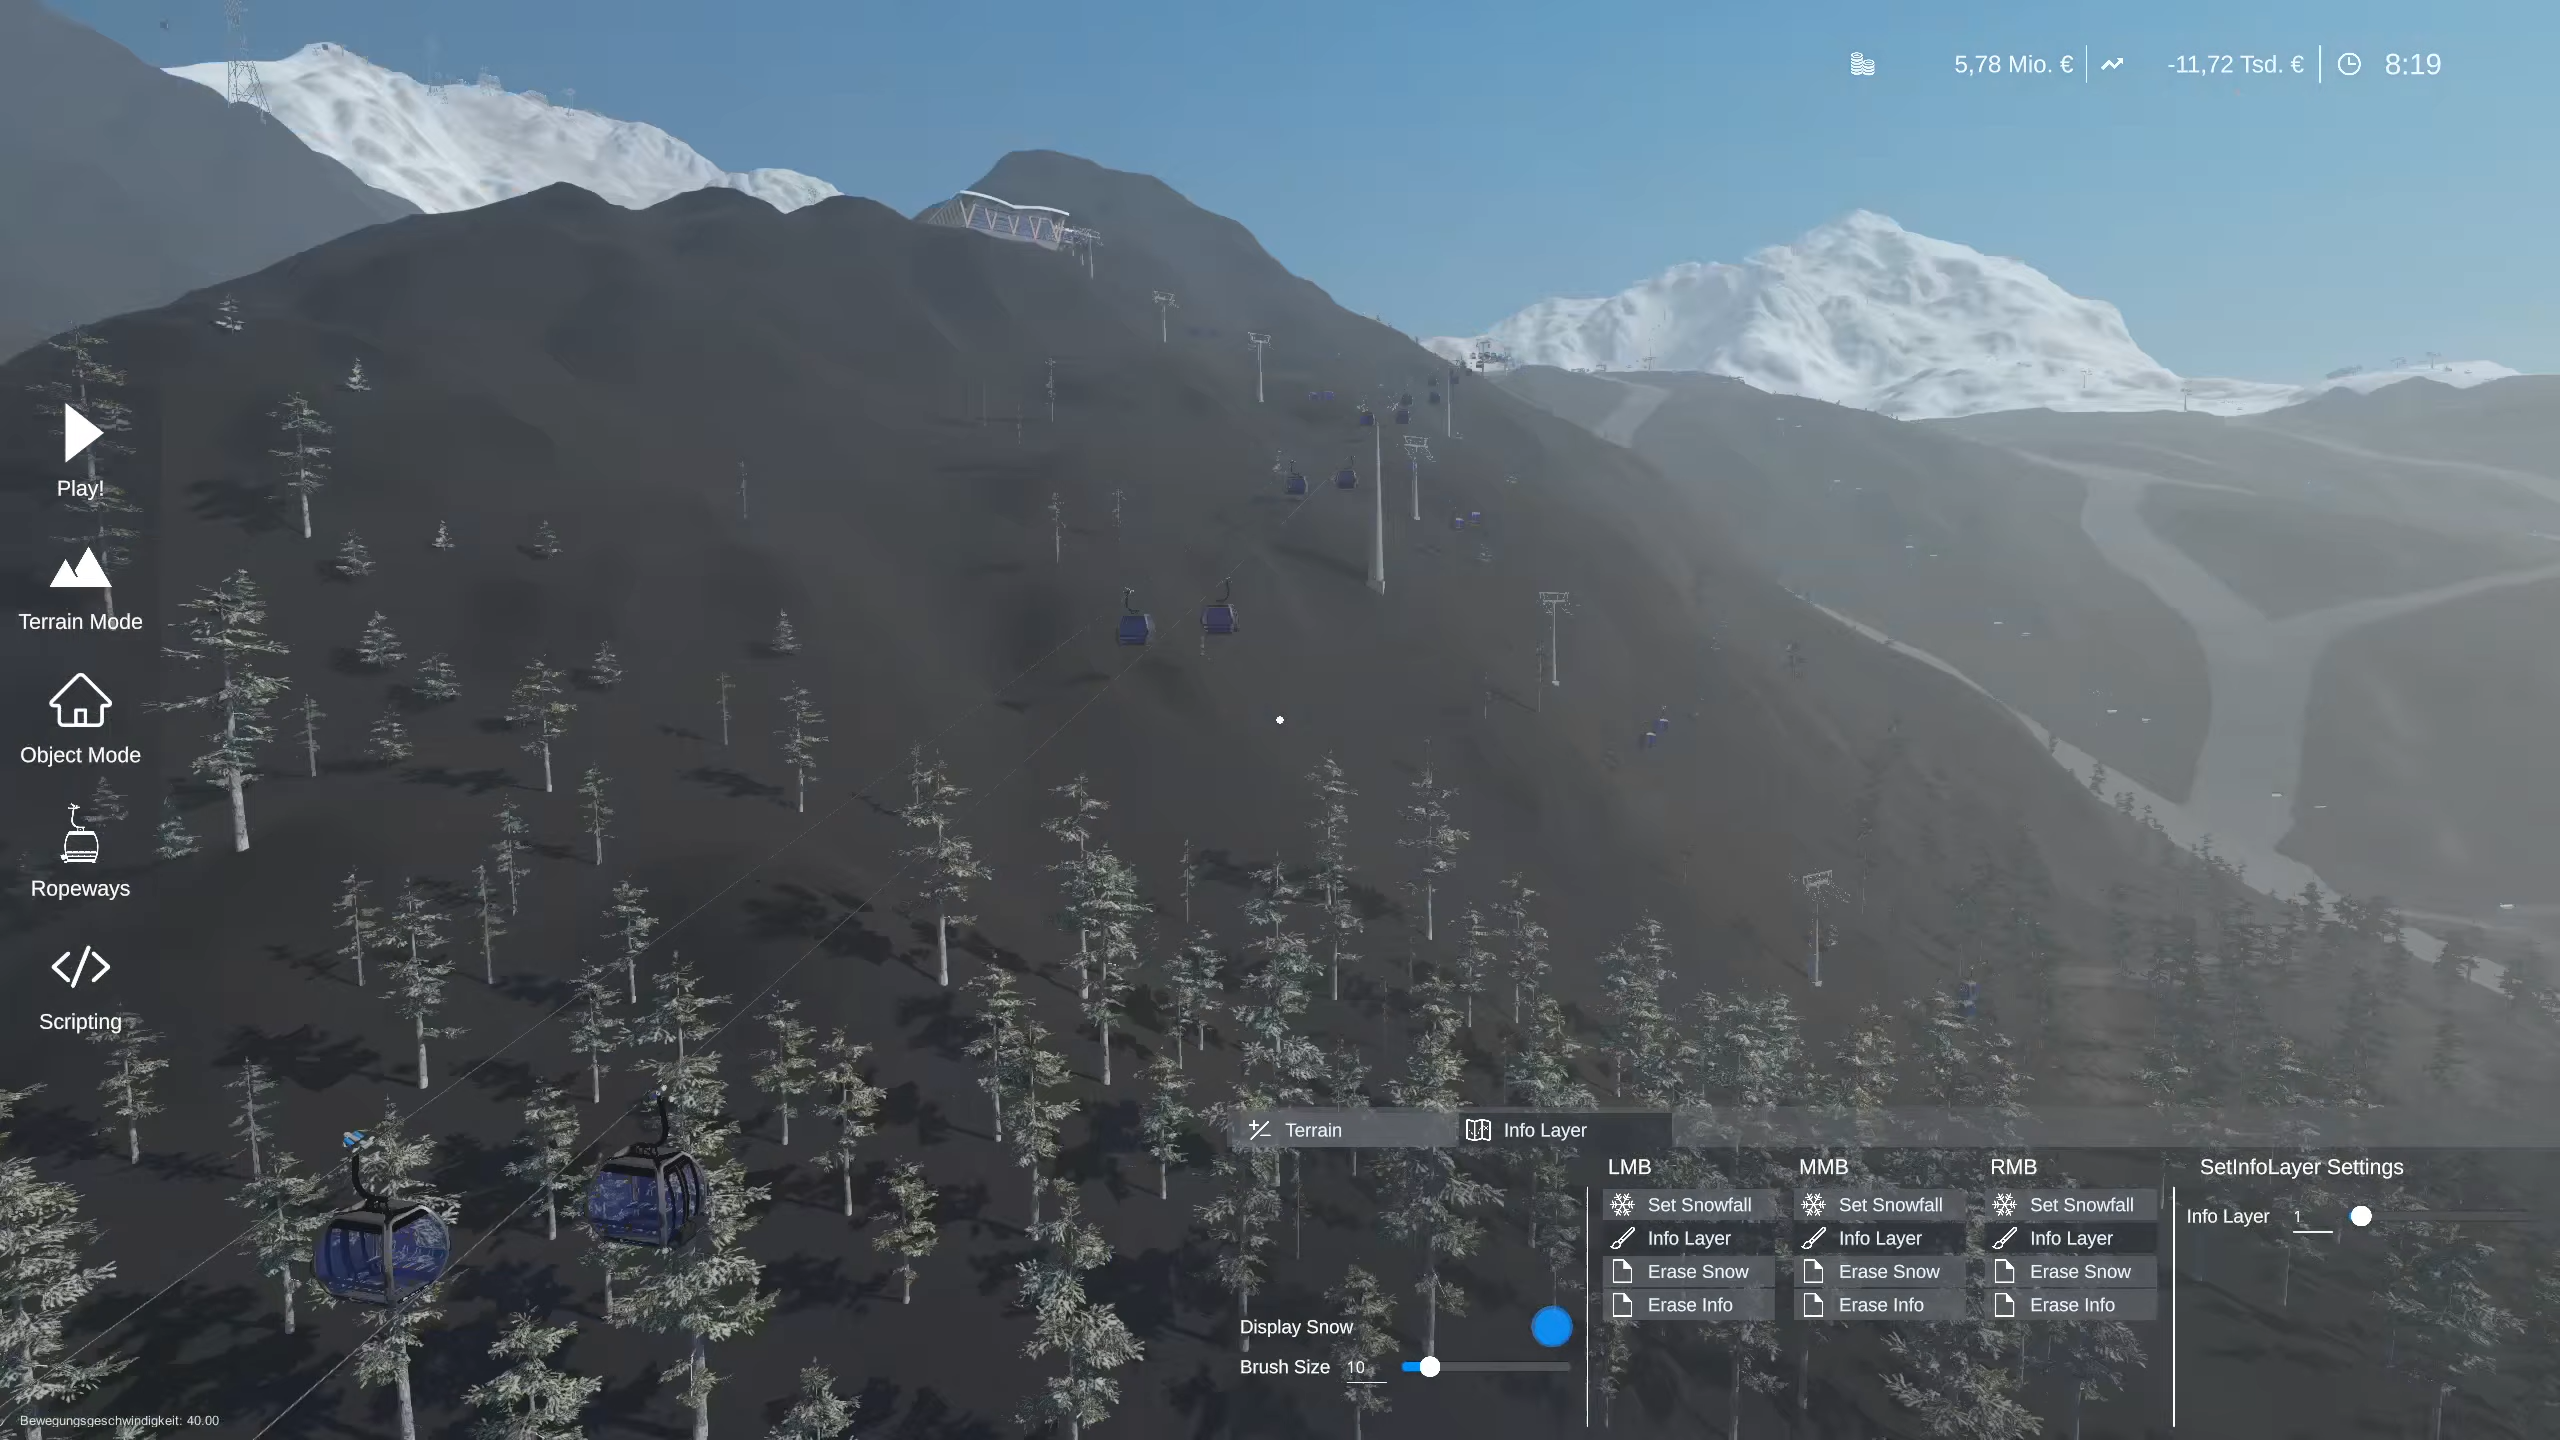 5,78 Mio. €
-11,72 Tsd. €
8:19
Play!
Terrain Mode
Object Mode
Ropeways
Scripting
Terrain
Info Layer
LMB
MMB
RMB
SetInfoLayer Settings
Set Snowfall
Set Snowfall
Set Snowfall
Info Layer 1
Info Layer
Info Layer
Info Layer
Erase Snow
Erase Snow
Erase Snow
Erase Info
Erase Info
Erase Info
Display Snow
Brush Size 10
Bewegungsgeschwindigkeit: 40.00